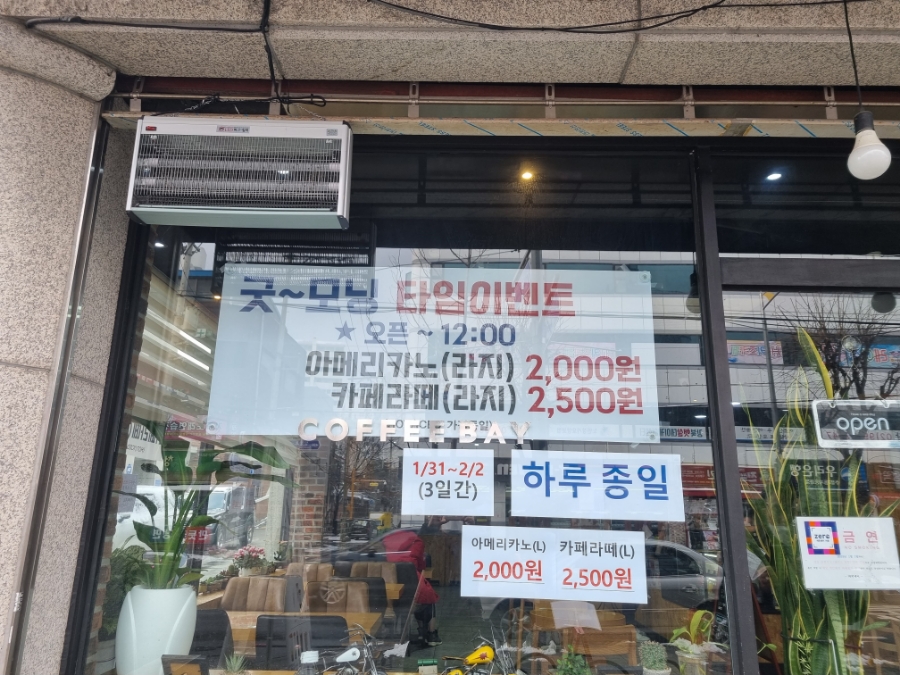 굿~모닝 타임이벤트
★ 오픈 ~ 12:00
아메리카노(라지) 2,000원
카페라떼(라지) 2,500원
COFFEEBAY
1/31~2/2
(3일간)
하루 종일
아메리카노(L) 카페라떼(L)
2,000원 2,500원
open
zero
금연